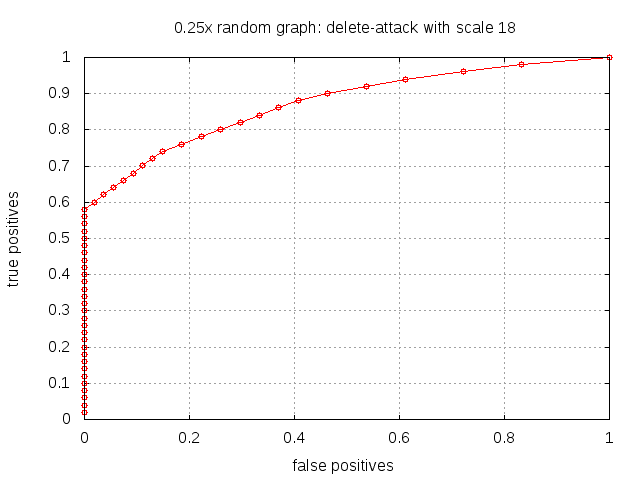 0.25x random graph: delete-attack with scale 18
1
0.9
0.8
0.7
0.6
0.5
0.4
0.3
0.2
0.1
0
true positives
0 0.2 0.4 0.6 0.8 1
false positives